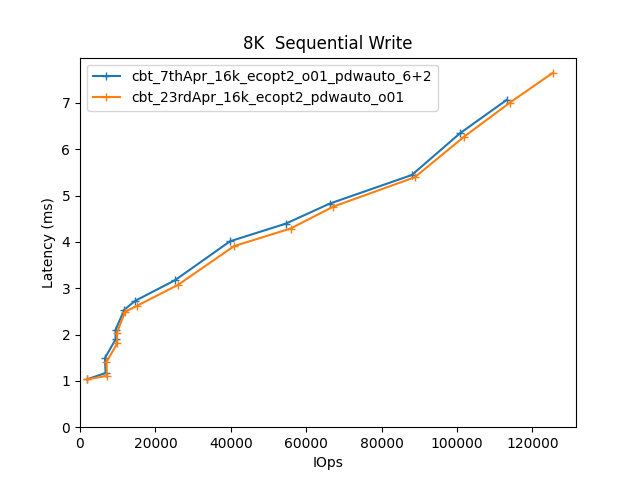 8K  Sequential Write
cbt_7thApr_16k_ecopt2_o01_pdwauto_6+2
cbt_23rdApr_16k_ecopt2_pdwauto_o01
Latency (ms)
7
6
5
4
3
2
1
0
0 20000 40000 60000 80000 100000 120000
IOps